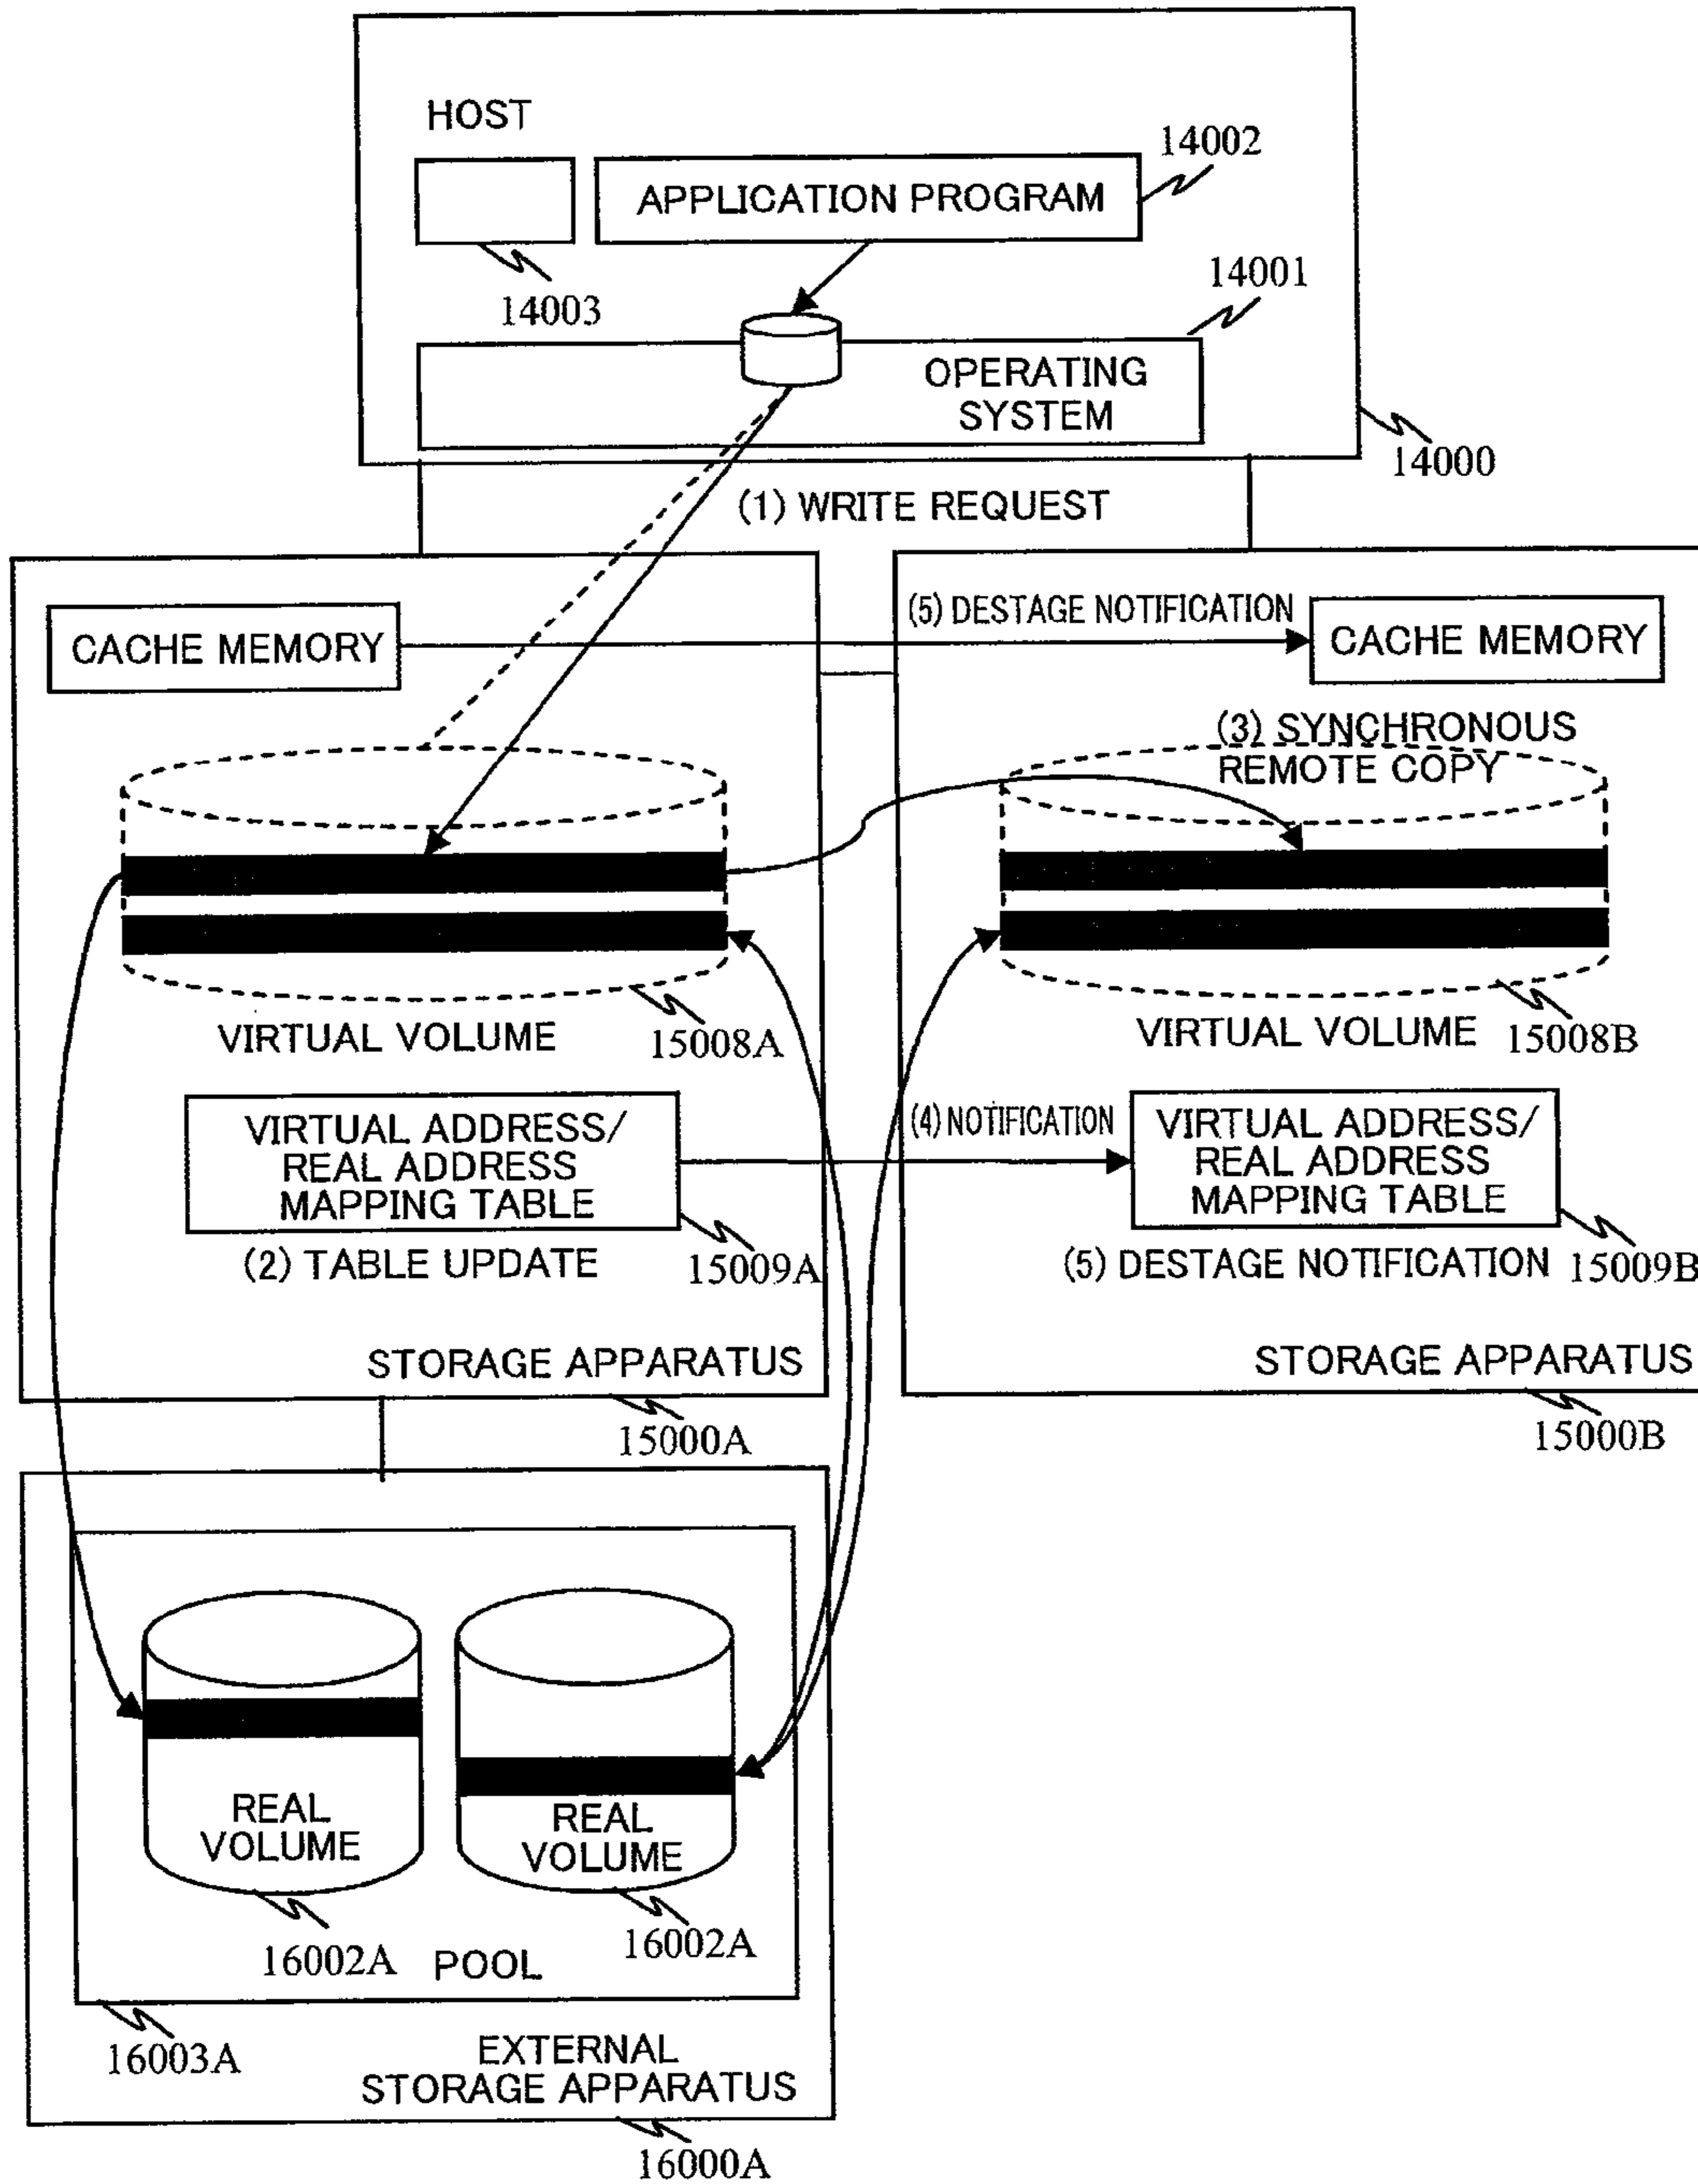 HOST
14002
APPLICATION PROGRAM
14003
14001
OPERATING
SYSTEM
14000
(1) WRITE REQUEST
CACHE MEMORY
(5) DESTAGE NOTIFICATION
CACHE MEMORY
(3) SYNCHRONOUS
REMOTE COPY
VIRTUAL VOLUME
15008A
VIRTUAL VOLUME
15008B
VIRTUAL ADDRESS/
REAL ADDRESS
MAPPING TABLE
(4) NOTIFICATION
VIRTUAL ADDRESS/
REAL ADDRESS
MAPPING TABLE
(2) TABLE UPDATE
15009A
(5) DESTAGE NOTIFICATION
15009B
STORAGE APPARATUS
STORAGE APPARATUS
15000A
15000B
REAL
VOLUME
REAL
VOLUME
16002A
16002A
POOL
16003A
EXTERNAL
STORAGE APPARATUS
16000A